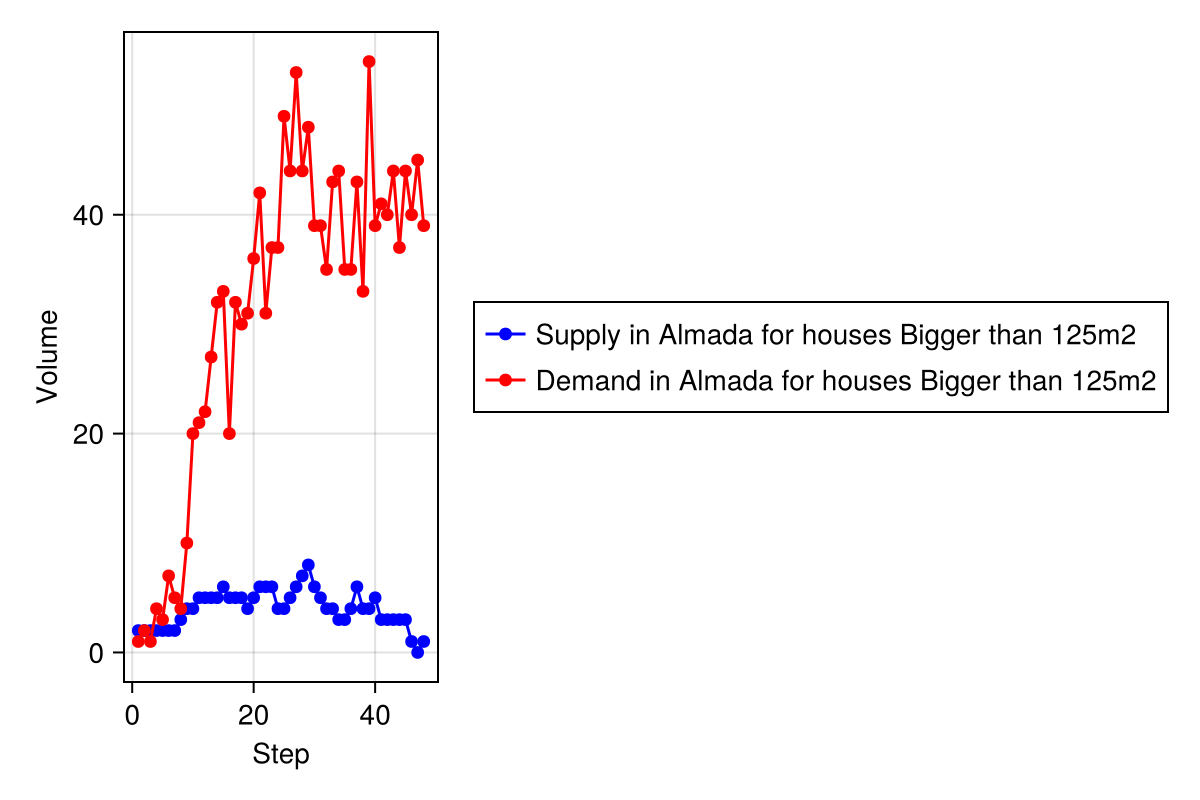 40
20
0
Volume
0 20 40
Step
Supply in Almada for houses Bigger than 125m2
Demand in Almada for houses Bigger than 125m2